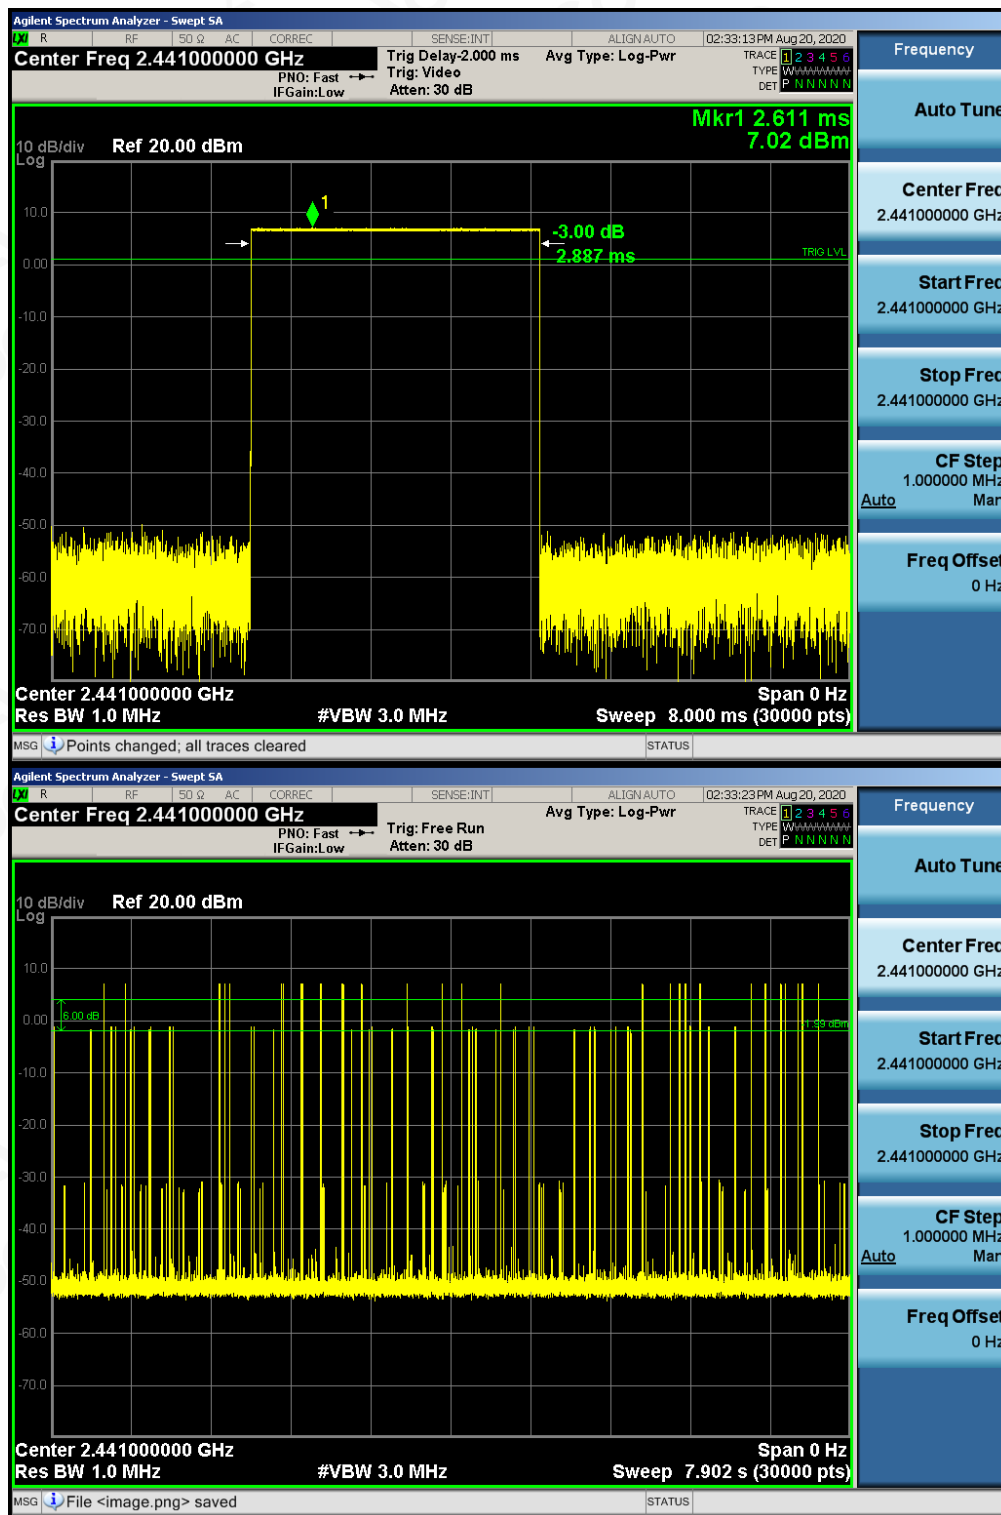 Agilent Spectrum Analyzer - Swept SA
LXI R RF 50 Ω AC CORREC SENSE:INT ALIGN AUTO 02:33:13 PM Aug 20, 2020
Center Freq 2.441000000 GHz
PNO: Fast
IFGain:Low
Trig Delay-2.000 ms
Trig: Video
Atten: 30 dB
Avg Type: Log-Pwr
TRACE 1 2 3 4 5 6
TYPE W
DET P N N N N N
Mkr1 2.611 ms
7.02 dBm
10 dB/div Ref 20.00 dBm
Log
10.0
0.00
-10.0
-20.0
-30.0
-40.0
-50.0
-60.0
-70.0
1
-3.00 dB
2.887 ms
TRIG LVL
Center 2.441000000 GHz Span 0 Hz
Res BW 1.0 MHz #VBW 3.0 MHz Sweep 8.000 ms (30000 pts)
MSG Points changed; all traces cleared STATUS
Frequency
Auto Tune
Center Freq
2.441000000 GHz
Start Freq
2.441000000 GHz
Stop Freq
2.441000000 GHz
CF Step
1.000000 MHz
Auto Man
Freq Offset
0 Hz
Agilent Spectrum Analyzer - Swept SA
LXI R RF 50 Ω AC CORREC SENSE:INT ALIGN AUTO 02:33:23 PM Aug 20, 2020
Center Freq 2.441000000 GHz
PNO: Fast
IFGain:Low
Trig: Free Run
Atten: 30 dB
Avg Type: Log-Pwr
TRACE 1 2 3 4 5 6
TYPE W
DET P N N N N N
10 dB/div Ref 20.00 dBm
Log
10.0
0.00
-10.0
-20.0
-30.0
-40.0
-50.0
-60.0
-70.0
6.00 dB
-1.99 dBm
Center 2.441000000 GHz Span 0 Hz
Res BW 1.0 MHz #VBW 3.0 MHz Sweep 7.902 s (30000 pts)
MSG File <image.png> saved STATUS
Frequency
Auto Tune
Center Freq
2.441000000 GHz
Start Freq
2.441000000 GHz
Stop Freq
2.441000000 GHz
CF Step
1.000000 MHz
Auto Man
Freq Offset
0 Hz